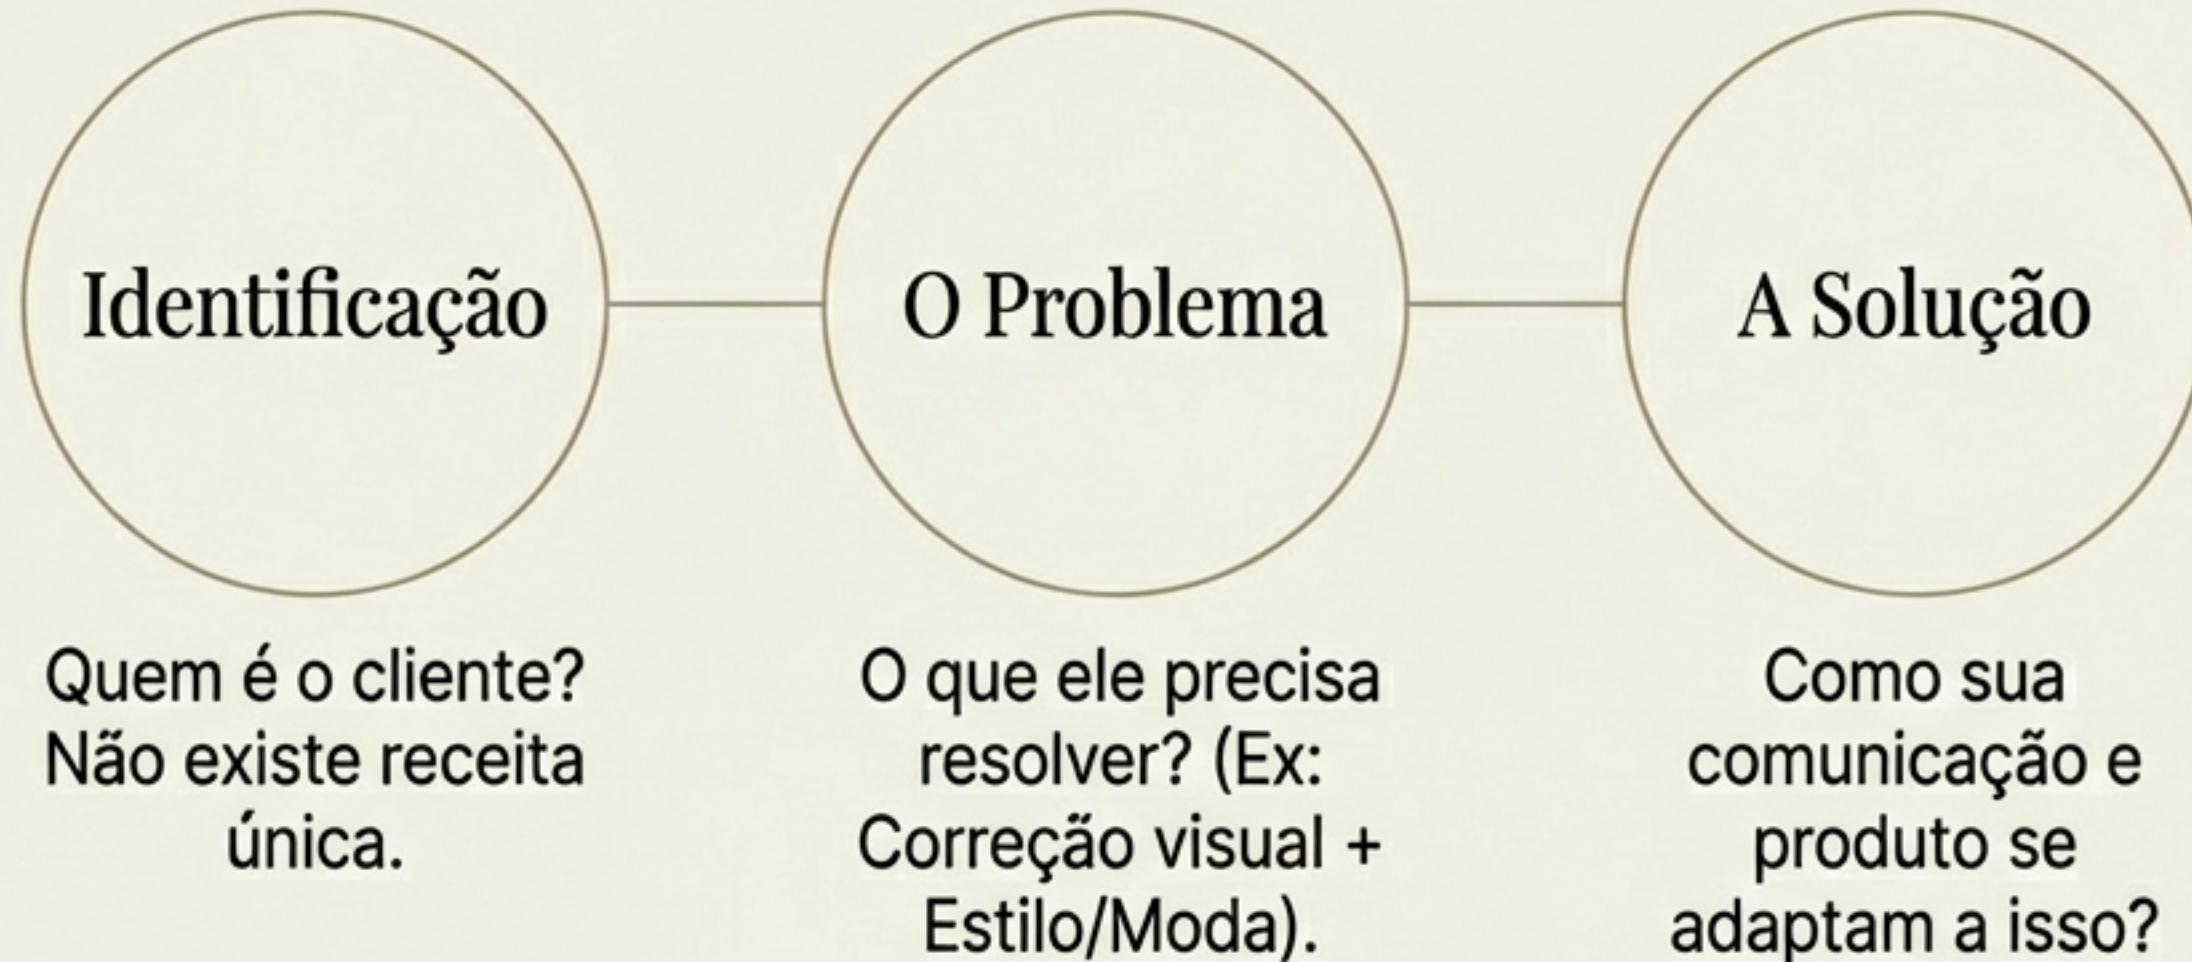 Identificação
Quem é o cliente?
Não existe receita
única.
O Problema
O que ele precisa
resolver? (Ex:
Correção visual +
Estilo/Moda).
A Solução
Como sua
comunicação e
produto se
adaptam a isso?